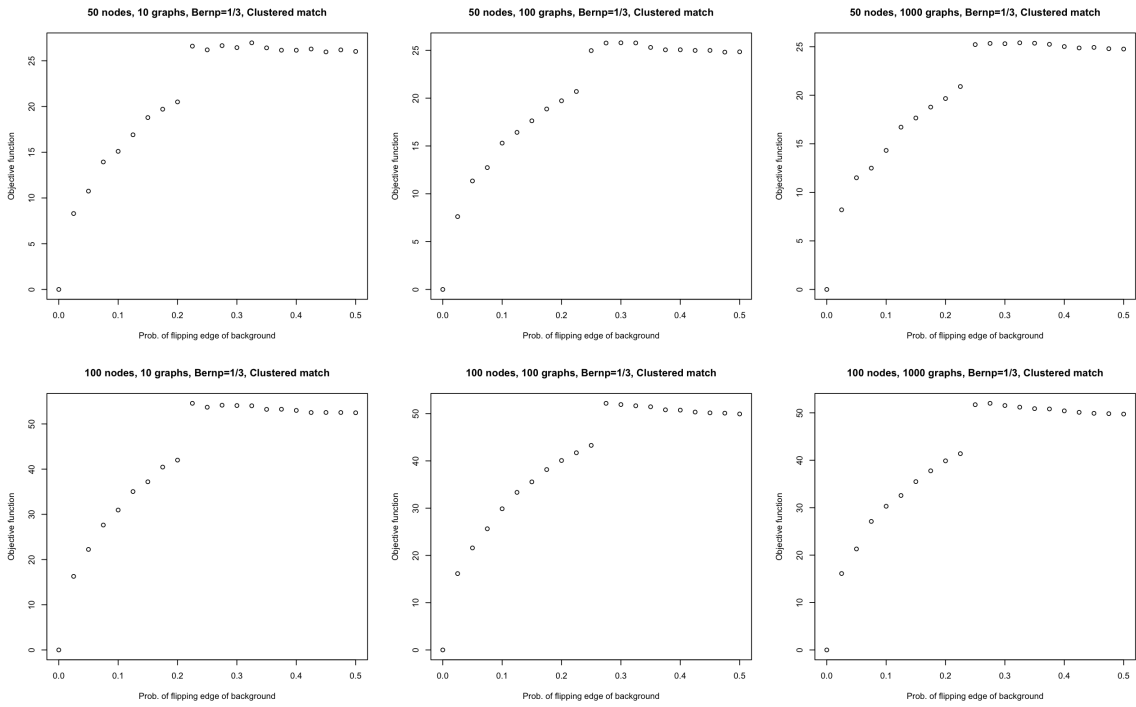 50 nodes, 10 graphs, Bernp=1/3, Clustered match
Objective function
0 5 10 15 20 25
0.0 0.1 0.2 0.3 0.4 0.5
Prob. of flipping edge of background
50 nodes, 100 graphs, Bernp=1/3, Clustered match
Objective function
0 5 10 15 20 25
0.0 0.1 0.2 0.3 0.4 0.5
Prob. of flipping edge of background
50 nodes, 1000 graphs, Bernp=1/3, Clustered match
Objective function
0 5 10 15 20 25
0.0 0.1 0.2 0.3 0.4 0.5
Prob. of flipping edge of background
100 nodes, 10 graphs, Bernp=1/3, Clustered match
Objective function
0 10 20 30 40 50
0.0 0.1 0.2 0.3 0.4 0.5
Prob. of flipping edge of background
100 nodes, 100 graphs, Bernp=1/3, Clustered match
Objective function
0 10 20 30 40 50
0.0 0.1 0.2 0.3 0.4 0.5
Prob. of flipping edge of background
100 nodes, 1000 graphs, Bernp=1/3, Clustered match
Objective function
0 10 20 30 40 50
0.0 0.1 0.2 0.3 0.4 0.5
Prob. of flipping edge of background